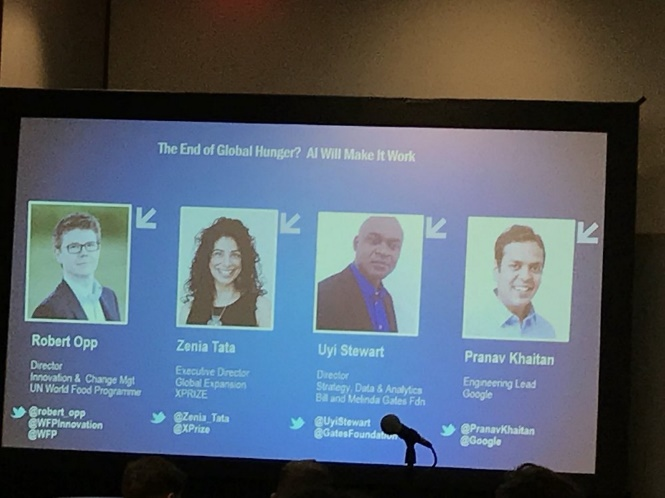 The End of Global Hunger? AI Will Make It Work
Robert Opp
Director
Innovation & Change Mgt
UN World Food Programme
@robert_opp
@WFPInnovation
@WFP
Zenia Tata
Executive Director
Global Expansion
XPRIZE
@Zenia_Tata
@XPrize
Uyi Stewart
Director
Strategy, Data & Analytics
Bill and Melinda Gates Fdn
@UyiStewart
@GatesFoundation
Pranav Khaitan
Engineering Lead
Google
@PranavKhaitan
@Google